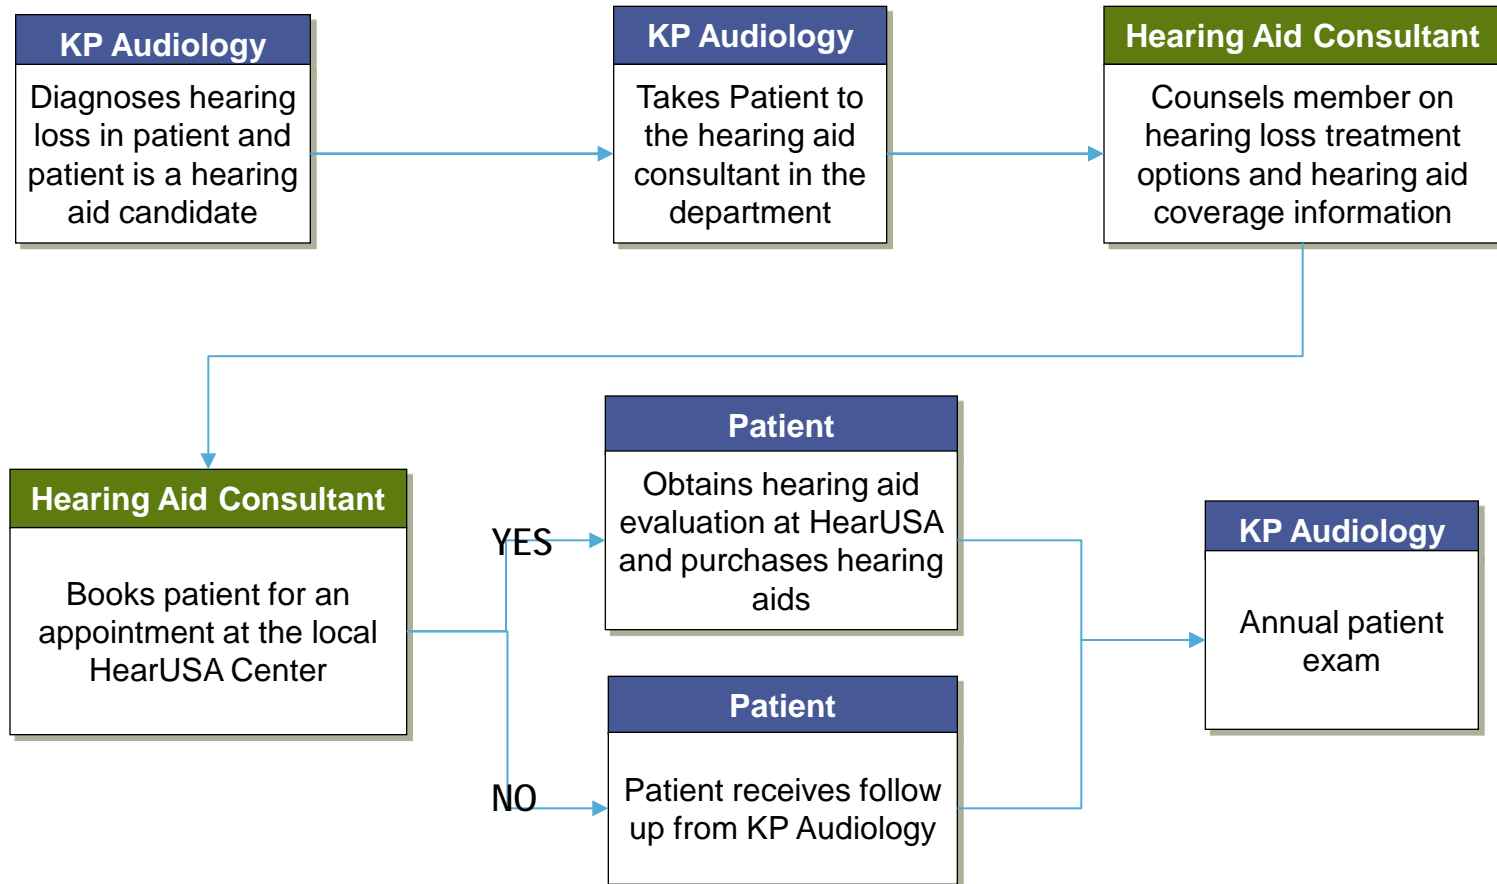 KP Audiology
Diagnoses hearing
loss in patient and
patient is a hearing
aid candidate
KP Audiology
Takes Patient to
the hearing aid
consultant in the
department
Hearing Aid Consultant
Counsels member on
hearing loss treatment
options and hearing aid
coverage information
Hearing Aid Consultant
Books patient for an
appointment at the local
HearUSA Center
YES
Patient
Obtains hearing aid
evaluation at HearUSA
and purchases hearing
aids
NO
Patient
Patient receives follow
up from KP Audiology
KP Audiology
Annual patient
exam